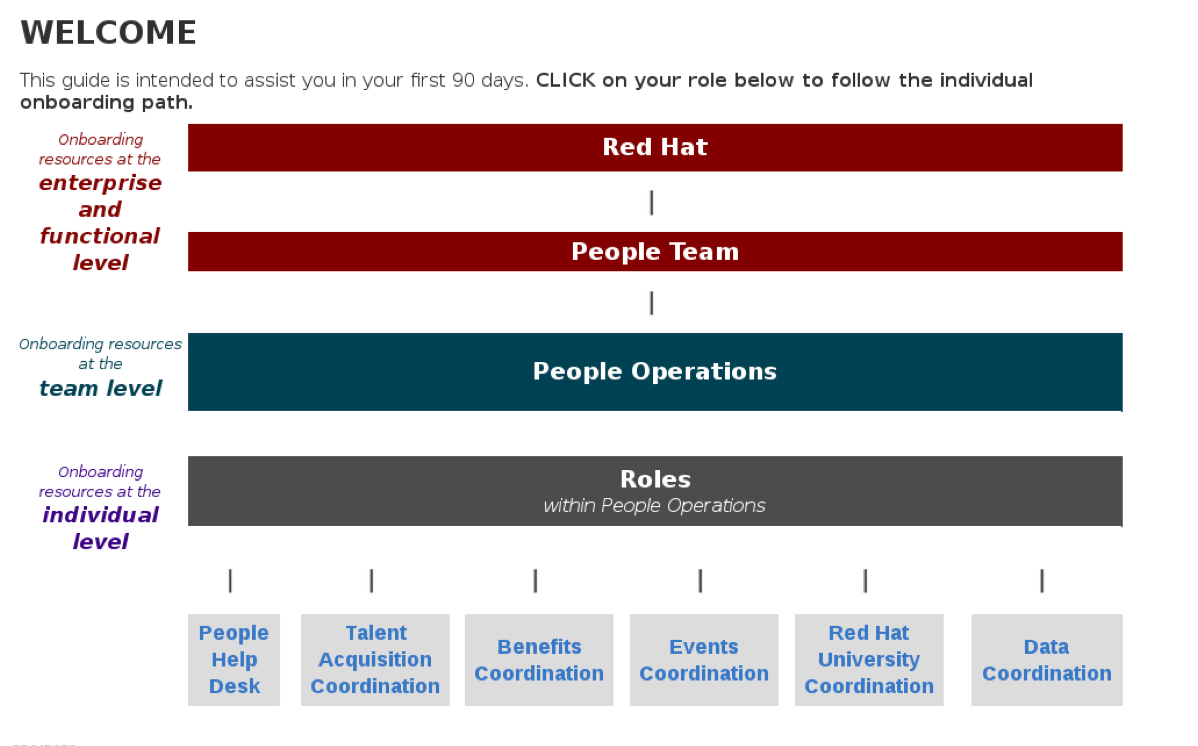 WELCOME
This guide is intended to assist you in your first 90 days. CLICK on your role below to follow the individual
onboarding path.
Onboarding
resources at the
enterprise
and
functional
level
Red Hat
|
People Team
|
Onboarding resources
at the
team level
People Operations
Onboarding
resources at the
individual
level
Roles
within People Operations
| | | | | |
People
Help
Desk
Talent
Acquisition
Coordination
Benefits
Coordination
Events
Coordination
Red Hat
University
Coordination
Data
Coordination